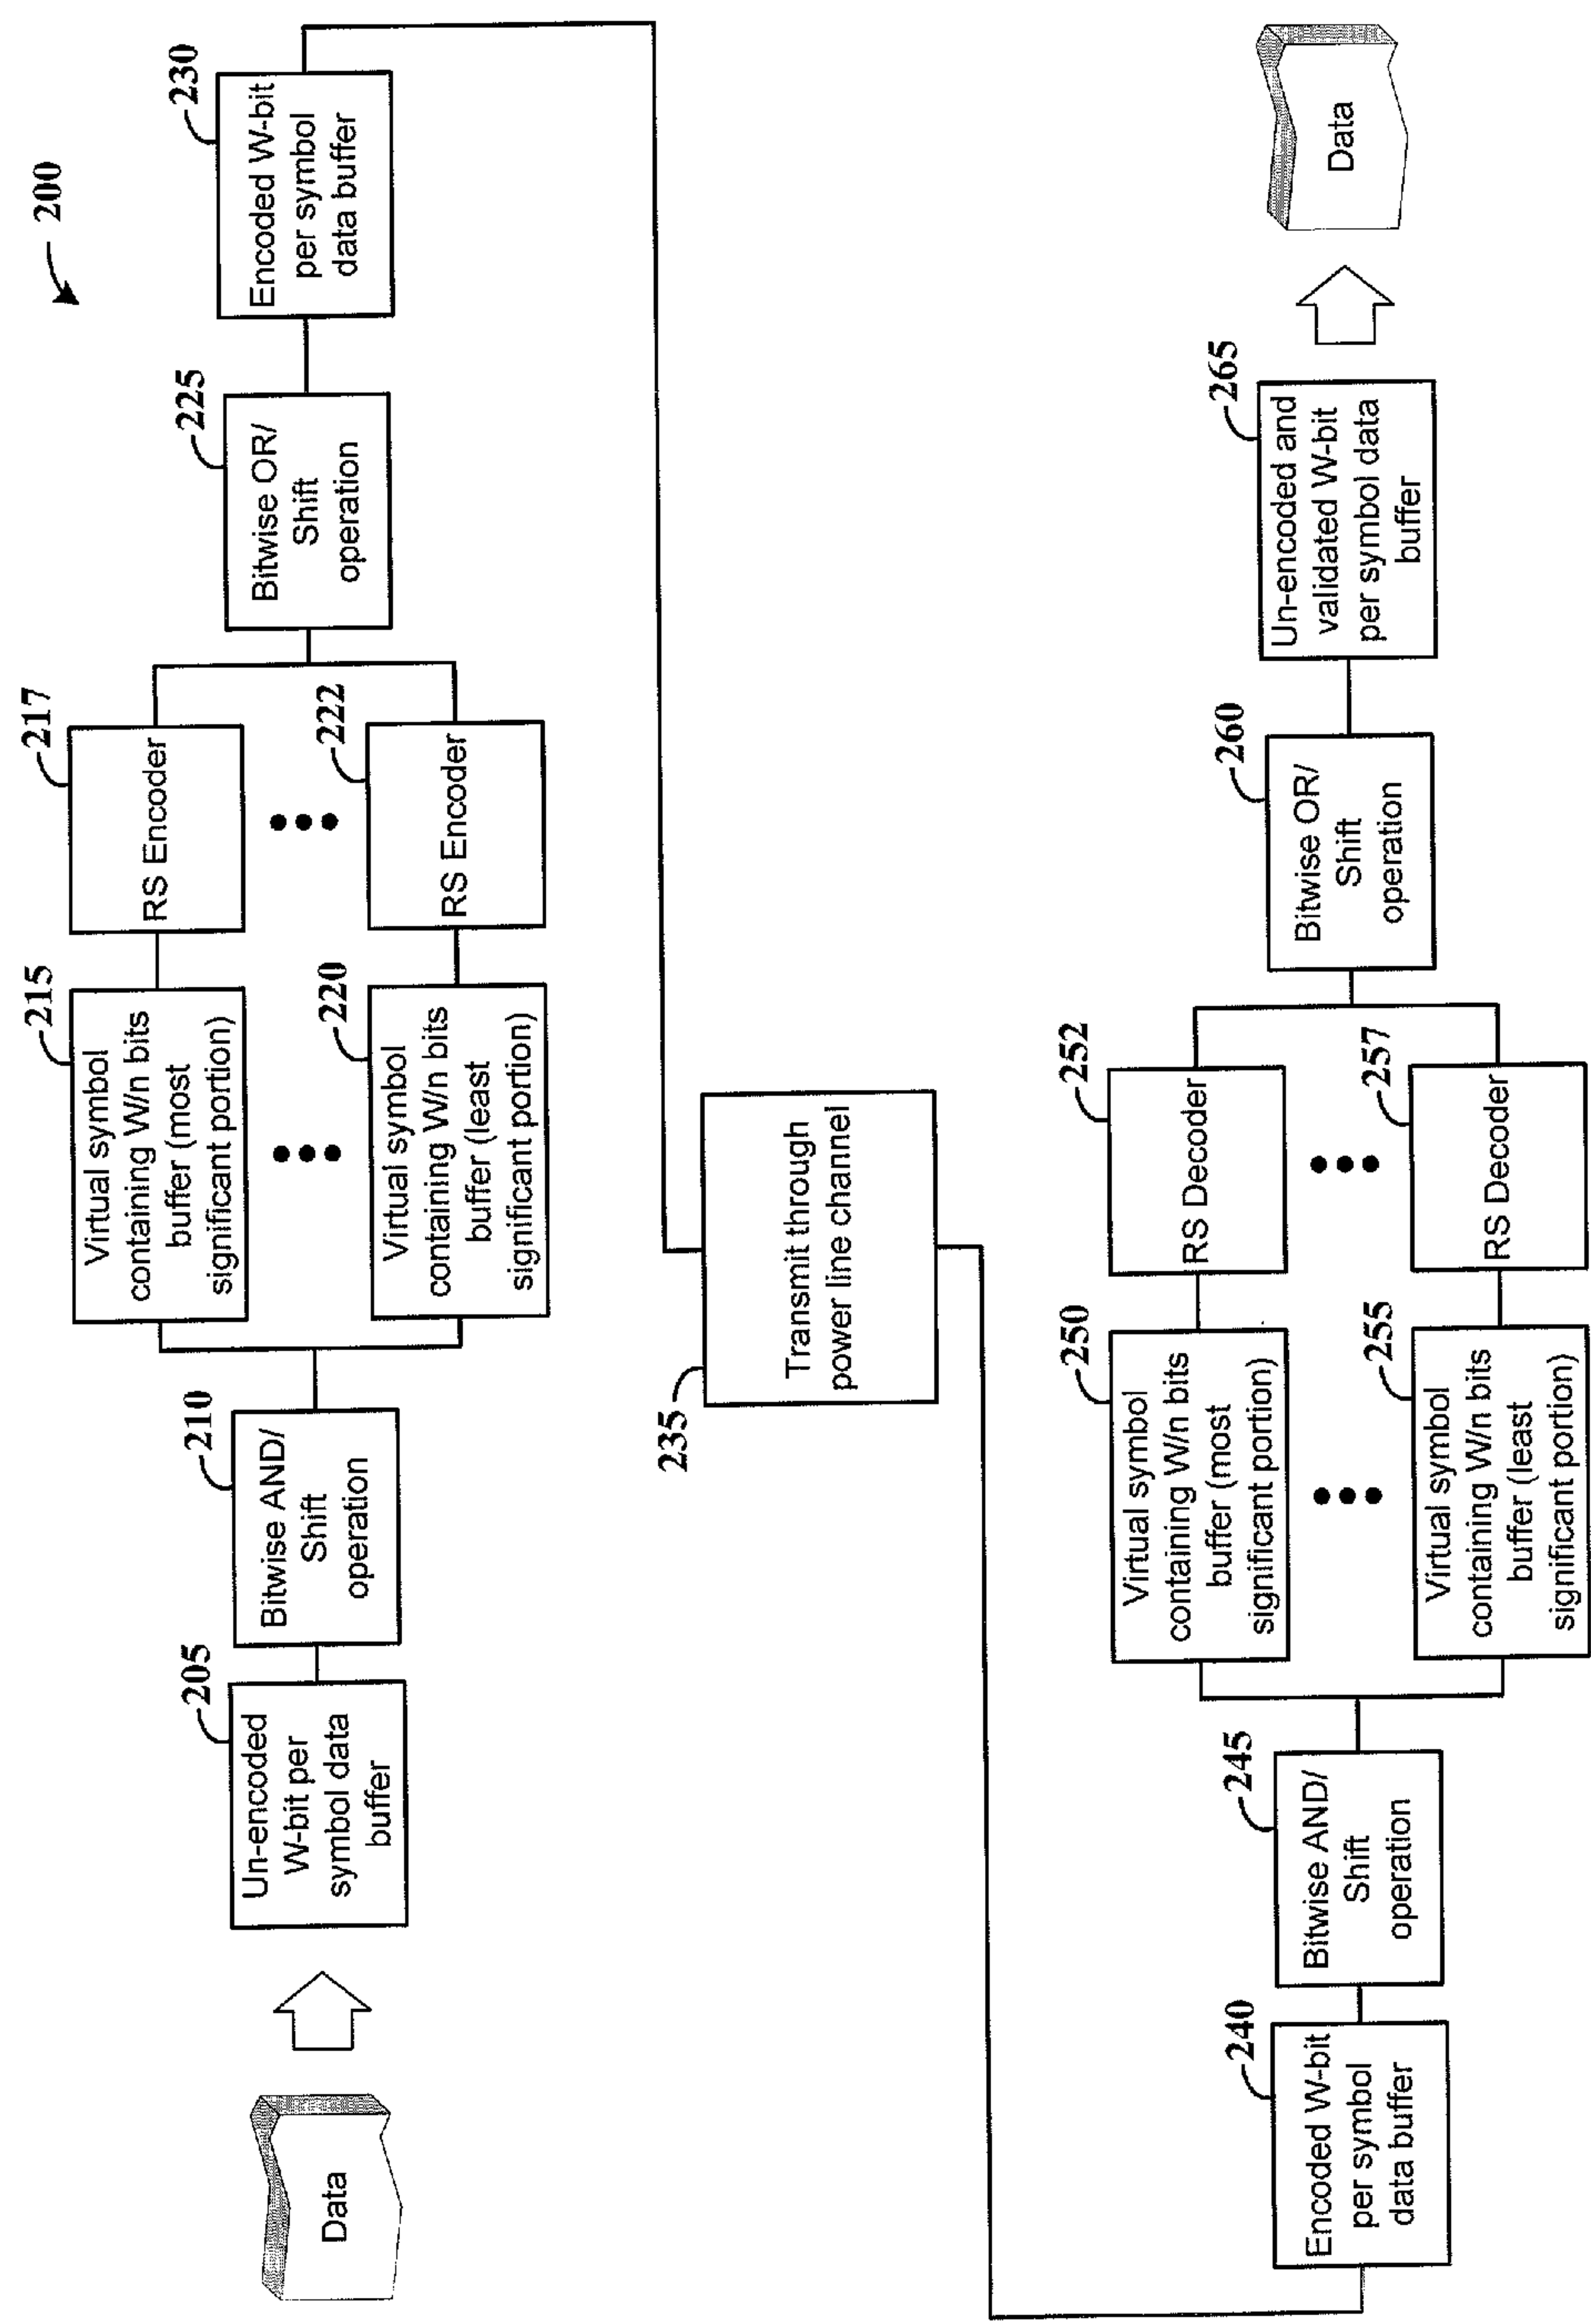 200
Data
205
Un-encoded
W-bit per
symbol data
buffer
210
Bitwise AND/
Shift
operation
215
Virtual symbol
containing W/n bits
buffer (most
significant portion)
217
RS Encoder
220
Virtual symbol
containing W/n bits
buffer (least
significant portion)
222
RS Encoder
225
Bitwise OR/
Shift
operation
230
Encoded W-bit
per symbol
data buffer
235
Transmit through
power line channel
240
Encoded W-bit
per symbol
data buffer
245
Bitwise AND/
Shift
operation
250
Virtual symbol
containing W/n bits
buffer (most
significant portion)
252
RS Decoder
255
Virtual symbol
containing W/n bits
buffer (least
significant portion)
257
RS Decoder
260
Bitwise OR/
Shift
operation
265
Un-encoded and
validated W-bit
per symbol data
buffer
Data